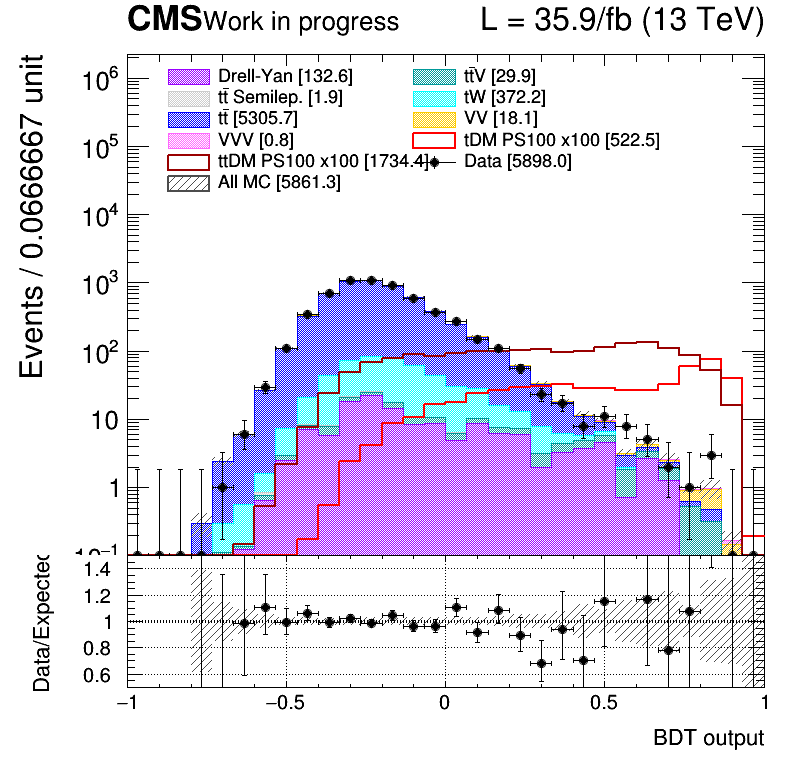 CMS Work in progress L = 35.9/fb (13 TeV)
Events / 0.0666667 unit
Drell-Yan [132.6] tt̄V [29.9]
tt̄ Semilep. [1.9] tW [372.2]
tt̄ [5305.7] VV [18.1]
VVV [0.8] tDM PS100 x100 [522.5]
ttDM PS100 x100 [1734.4] Data [5898.0]
All MC [5861.3]
10⁶
10⁵
10⁴
10³
10²
10
1
10⁻¹
Data/Expected
1.4
1.2
1
0.8
0.6
−1 −0.5 0 0.5 1
BDT output